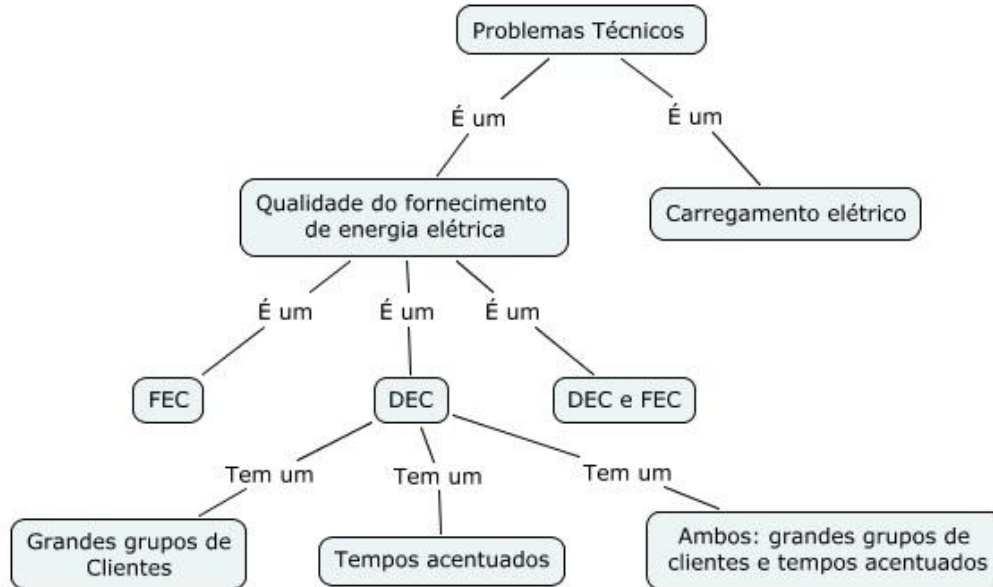 Problemas Técnicos
É um
É um
Qualidade do fornecimento
de energia elétrica
Carregamento elétrico
É um
É um
É um
FEC
DEC
DEC e FEC
Tem um
Tem um
Tem um
Grandes grupos de
Clientes
Tempos acentuados
Ambos: grandes grupos de
clientes e tempos acentuados